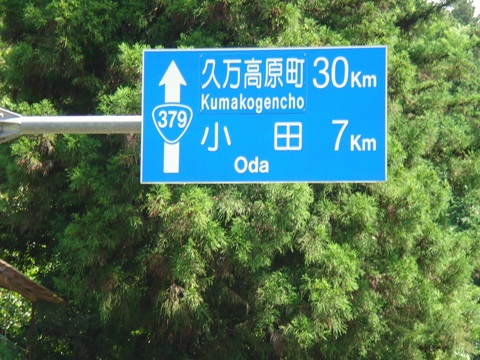 久万高原町 30Km
Kumakogencho
379
小田 7Km
Oda